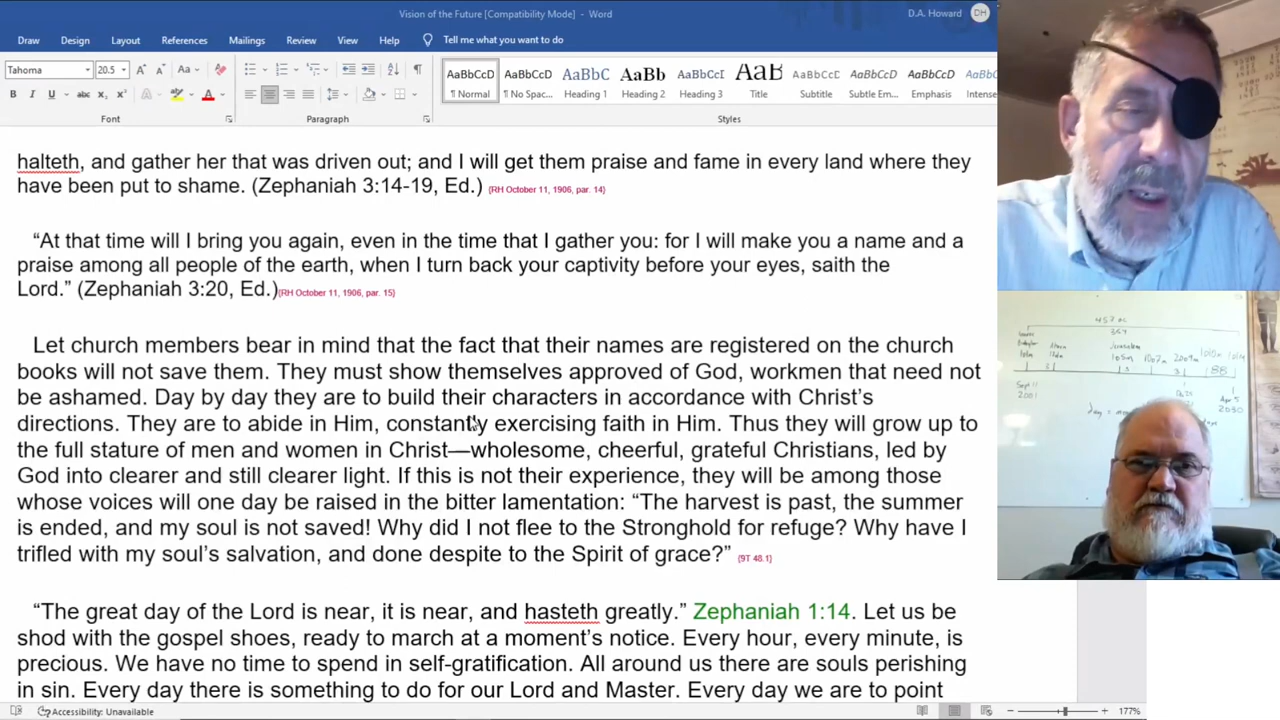 Vision of the Future [Compatibility Mode] - Word
D.A. Howard
DH
Draw Design Layout References Mailings Review View Help Tell me what you want to do
Tahoma 20.5
AaBbCcD AaBbCcD AaBbC AaBb AaBbCcI AaB AaBbCcD AaBbCcD AaBbCcD AaBbC
¶ Normal ¶ No Spac... Heading 1 Heading 2 Heading 3 Title Subtitle Subtle Em... Emphasis Intense
Font Paragraph Styles
halteth, and gather her that was driven out; and I will get them praise and fame in every land where they
have been put to shame. (Zephaniah 3:14-19, Ed.) {RH October 11, 1906, par. 14}
“At that time will I bring you again, even in the time that I gather you: for I will make you a name and a
praise among all people of the earth, when I turn back your captivity before your eyes, saith the
Lord.” (Zephaniah 3:20, Ed.){RH October 11, 1906, par. 15}
Let church members bear in mind that the fact that their names are registered on the church
books will not save them. They must show themselves approved of God, workmen that need not
be ashamed. Day by day they are to build their characters in accordance with Christ’s
directions. They are to abide in Him, constantly exercising faith in Him. Thus they will grow up to
the full stature of men and women in Christ—wholesome, cheerful, grateful Christians, led by
God into clearer and still clearer light. If this is not their experience, they will be among those
whose voices will one day be raised in the bitter lamentation: “The harvest is past, the summer
is ended, and my soul is not saved! Why did I not flee to the Stronghold for refuge? Why have I
trifled with my soul’s salvation, and done despite to the Spirit of grace?” {9T 48.1}
“The great day of the Lord is near, it is near, and hasteth greatly.” Zephaniah 1:14. Let us be
shod with the gospel shoes, ready to march at a moment’s notice. Every hour, every minute, is
precious. We have no time to spend in self-gratification. All around us there are souls perishing
in sin. Every day there is something to do for our Lord and Master. Every day we are to point
Accessibility: Unavailable
177%
Jerusalem
Sept 11
2001
Apr 5
2030